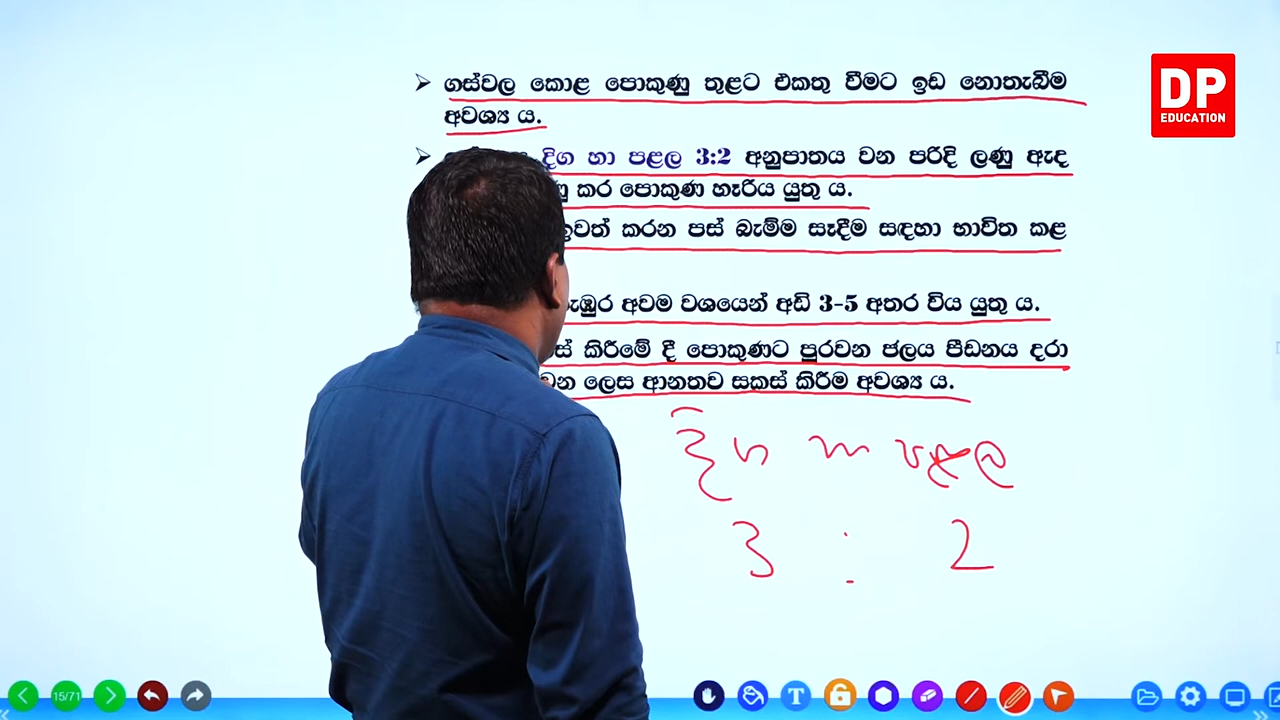 ➢ ගස්වල කොළ පොකුණු තුළට එකතු වීමට ඉඩ නොතැබීම
අවශ්‍ය ය.
➢ දිග හා පළල 3:2 අනුපාතය වන පරිදි ලණු ඇද
කර පොකුණ හෑරිය යුතු ය.
ඉවත් කරන පස් බැම්ම සෑදීම සඳහා භාවිත කළ
අවම වශයෙන් අඩි 3-5 අතර විය යුතු ය.
කිරීමේ දී පොකුණට පුරවන ජලය පීඩනය දරා
ලෙස ආනතව සකස් කිරීම අවශ්‍ය ය.
දිග හා පළල
3 : 2
DP
EDUCATION
15/71